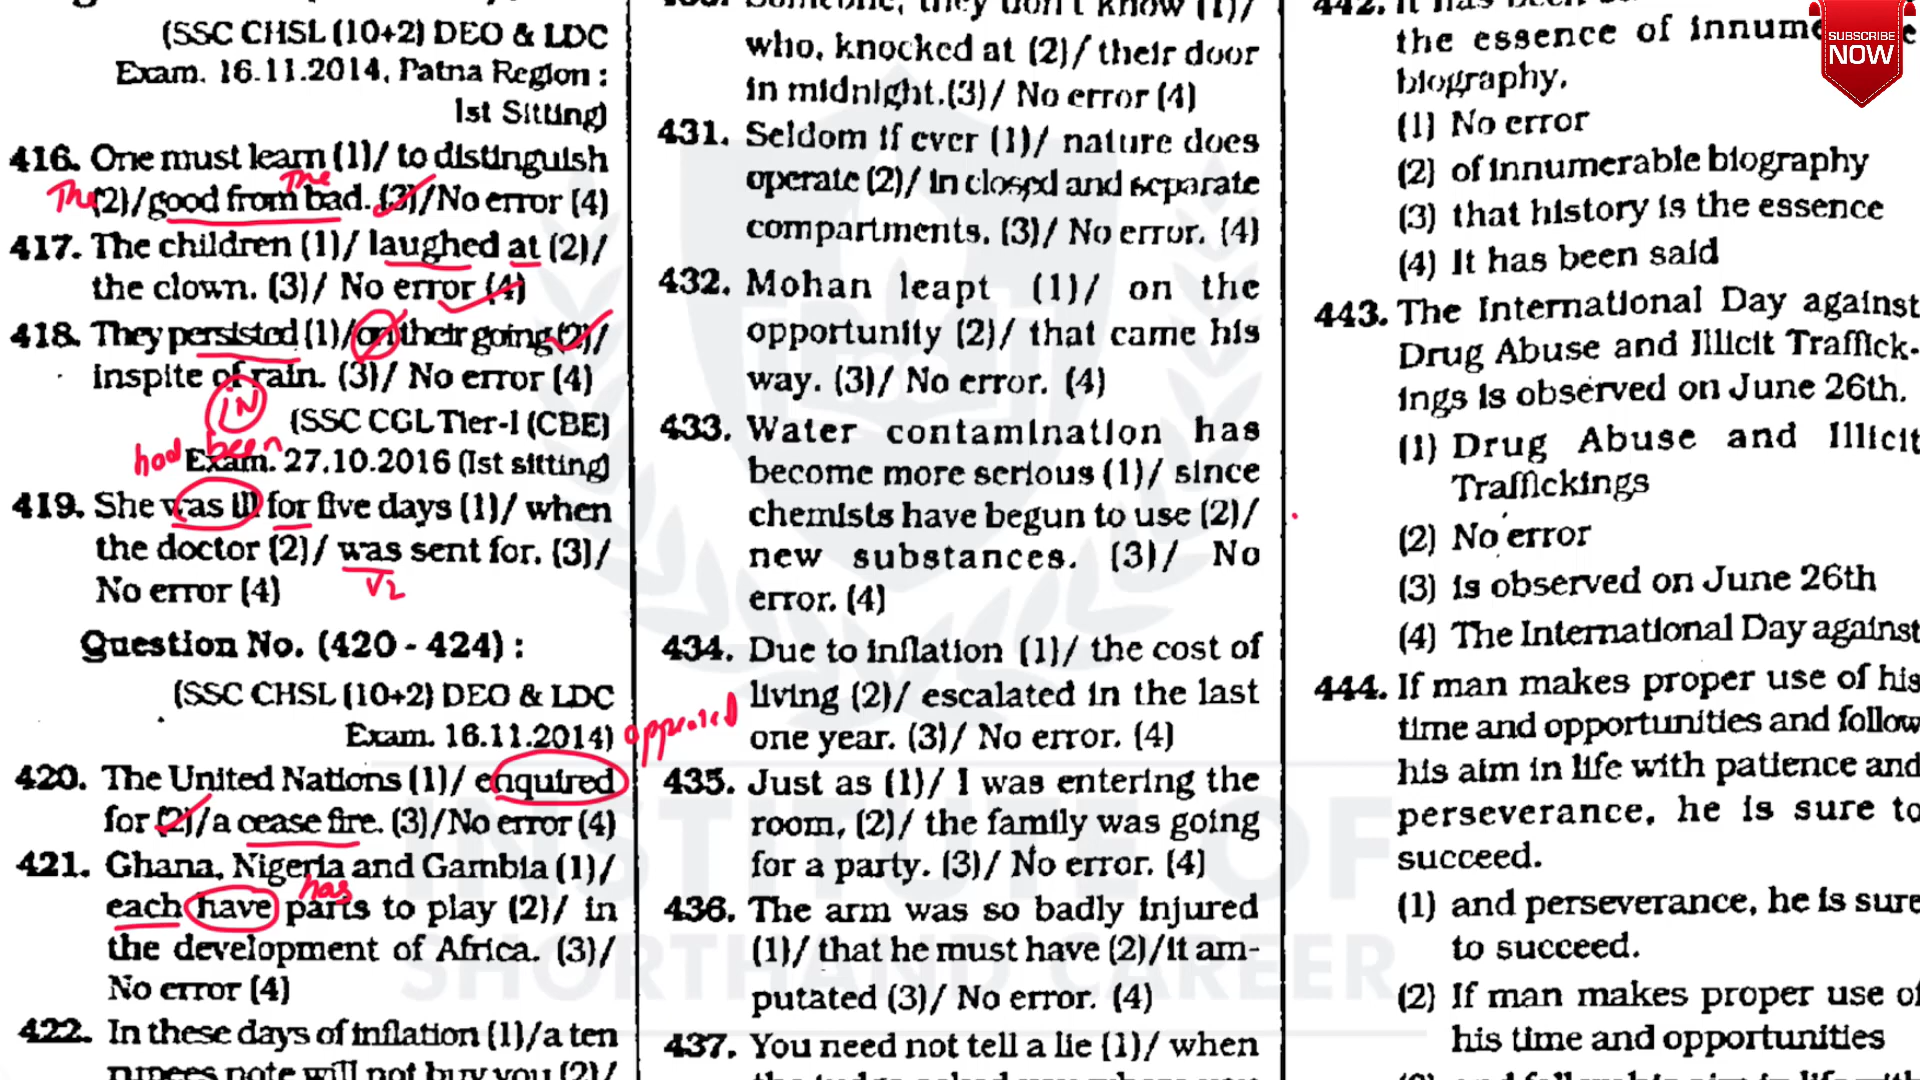 (SSC CHSL (10+2) DEO & LDC
Exam. 16.11.2014, Patna Region :
Ist Sitting)
416. One must learn (1)/ to distinguish
The (2)/good from the bad. (3)/No error (4)
417. The children (1)/ laughed at (2)/
the clown. (3)/ No error (4)
418. They persisted (1)/on their going (2)/
inspite of rain. (3)/ No error (4)
IN
(SSC CGL Tier-I (CBE)
had been
Exam. 27.10.2016 (Ist sitting)
419. She was ill for five days (1)/ when
the doctor (2)/ was sent for. (3)/
V2
No error (4)
Question No. (420 - 424) :
(SSC CHSL (10+2) DEO & LDC
Exam. 16.11.2014)
420. The United Nations (1)/ enquired
for (2)/a cease fire. (3)/No error (4)
421. Ghana, Nigeria and Gambia (1)/
has
each have parts to play (2)/ in
the development of Africa. (3)/
No error (4)
422. In these days of inflation (1)/a ten
rupees note will not buy you (2)/
who, knocked at (2)/ their door
in midnight.(3)/ No error (4)
431. Seldom if ever (1)/ nature does
operate (2)/ in closed and separate
compartments. (3)/ No error. (4)
432. Mohan leapt (1)/ on the
opportunity (2)/ that came his
way. (3)/ No error. (4)
433. Water contamination has
become more serious (1)/ since
chemists have begun to use (2)/
new substances. (3)/ No
error. (4)
434. Due to inflation (1)/ the cost of
living (2)/ escalated in the last
one year. (3)/ No error. (4)
435. Just as (1)/ I was entering the
room, (2)/ the family was going
for a party. (3)/ No error. (4)
436. The arm was so badly injured
(1)/ that he must have (2)/it am-
putated (3)/ No error. (4)
437. You need not tell a lie (1)/ when
442.
the essence of innume
biography.
(1) No error
(2) of innumerable biography
(3) that history is the essence
(4) It has been said
443. The International Day against
Drug Abuse and Illicit Traffick-
ings is observed on June 26th.
(1) Drug Abuse and Illicit
Traffickings
(2) No error
(3) is observed on June 26th
(4) The International Day against
444. If man makes proper use of his
time and opportunities and follow
his aim in life with patience and
perseverance, he is sure to
succeed.
(1) and perseverance, he is sure
to succeed.
(2) If man makes proper use of
his time and opportunities
SUBSCRIBE
NOW
INSTITUTE OF
SHORTHAND CAREER